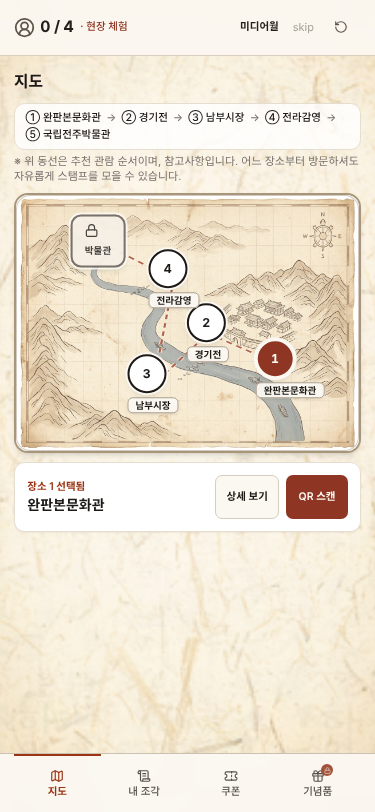 0 / 4 · 현장 체험 미디어월 skip
지도
① 완판본문화관 → ② 경기전 → ③ 남부시장 → ④ 전라감영 →
⑤ 국립전주박물관
※ 위 동선은 추천 관람 순서이며, 참고사항입니다. 어느 장소부터 방문하셔도
자유롭게 스탬프를 모을 수 있습니다.
N
W E
S
박물관
4
전라감영
2
경기전
1
완판본문화관
3
남부시장
장소 1 선택됨
완판본문화관
상세 보기 QR 스캔
지도 내 조각 쿠폰 기념품